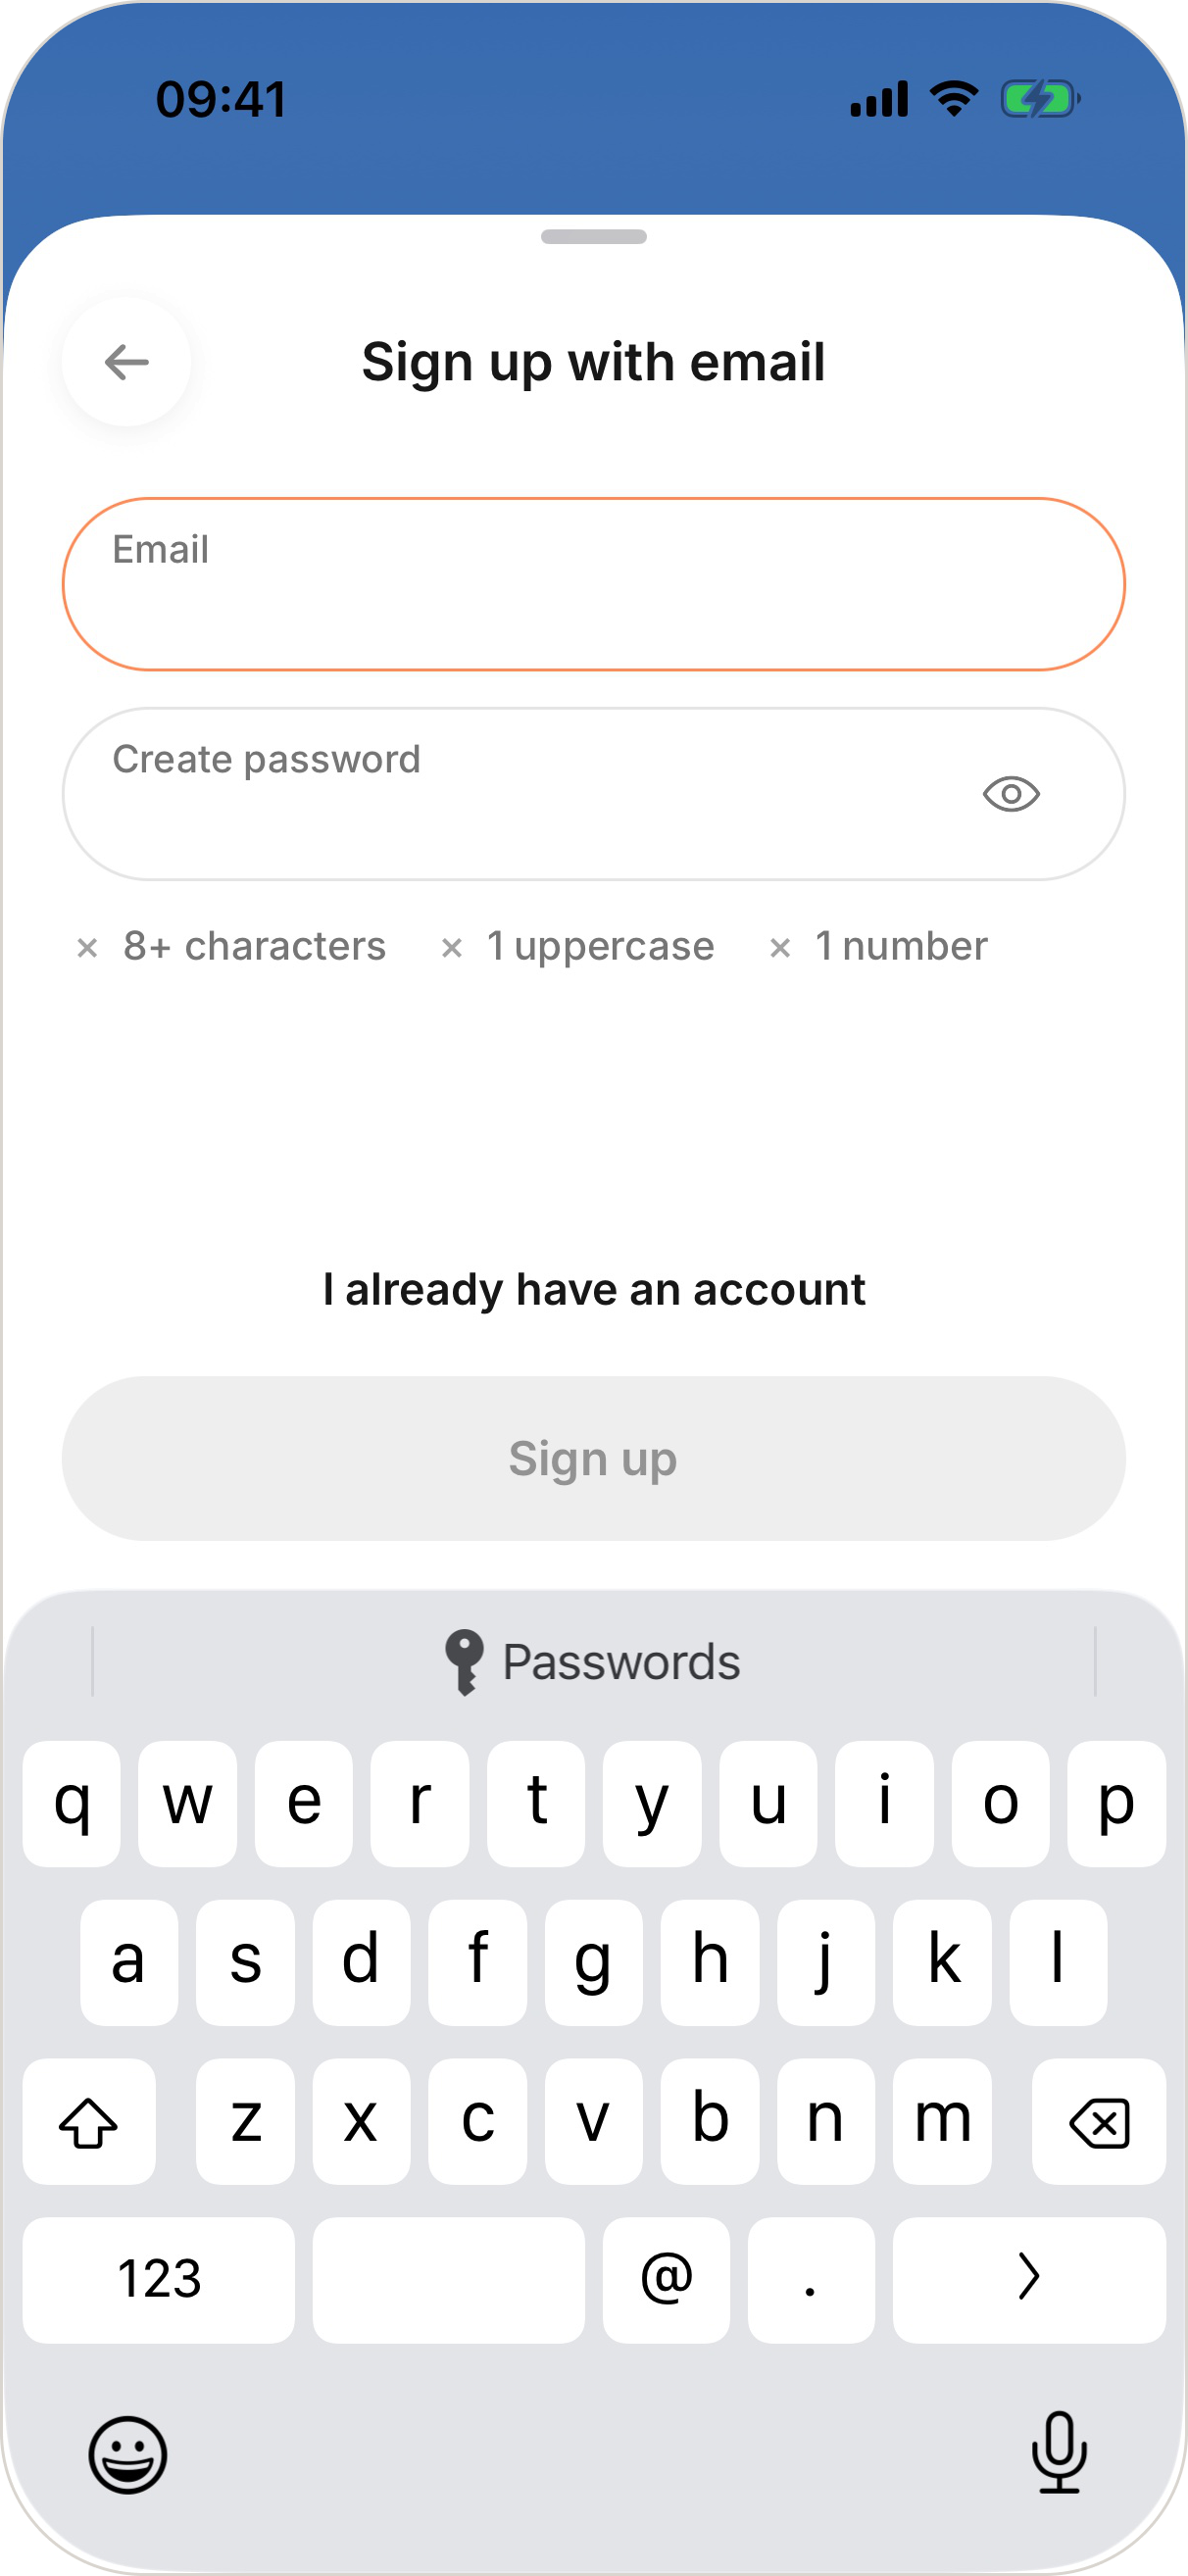 09:41
Sign up with email
Email
Create password
× 8+ characters × 1 uppercase × 1 number
I already have an account
Sign up
Passwords
q w e r t y u i o p
a s d f g h j k l
z x c v b n m
123 @ .